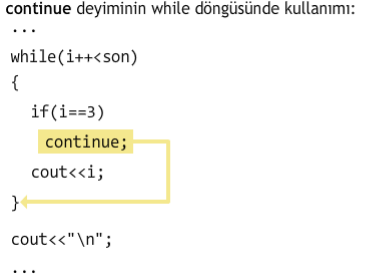 continue deyiminin while döngüsünde kullanımı:
...
while(i++<son)
{
if(i==3)
continue;
cout<<i;
}
cout<<"\n";
...